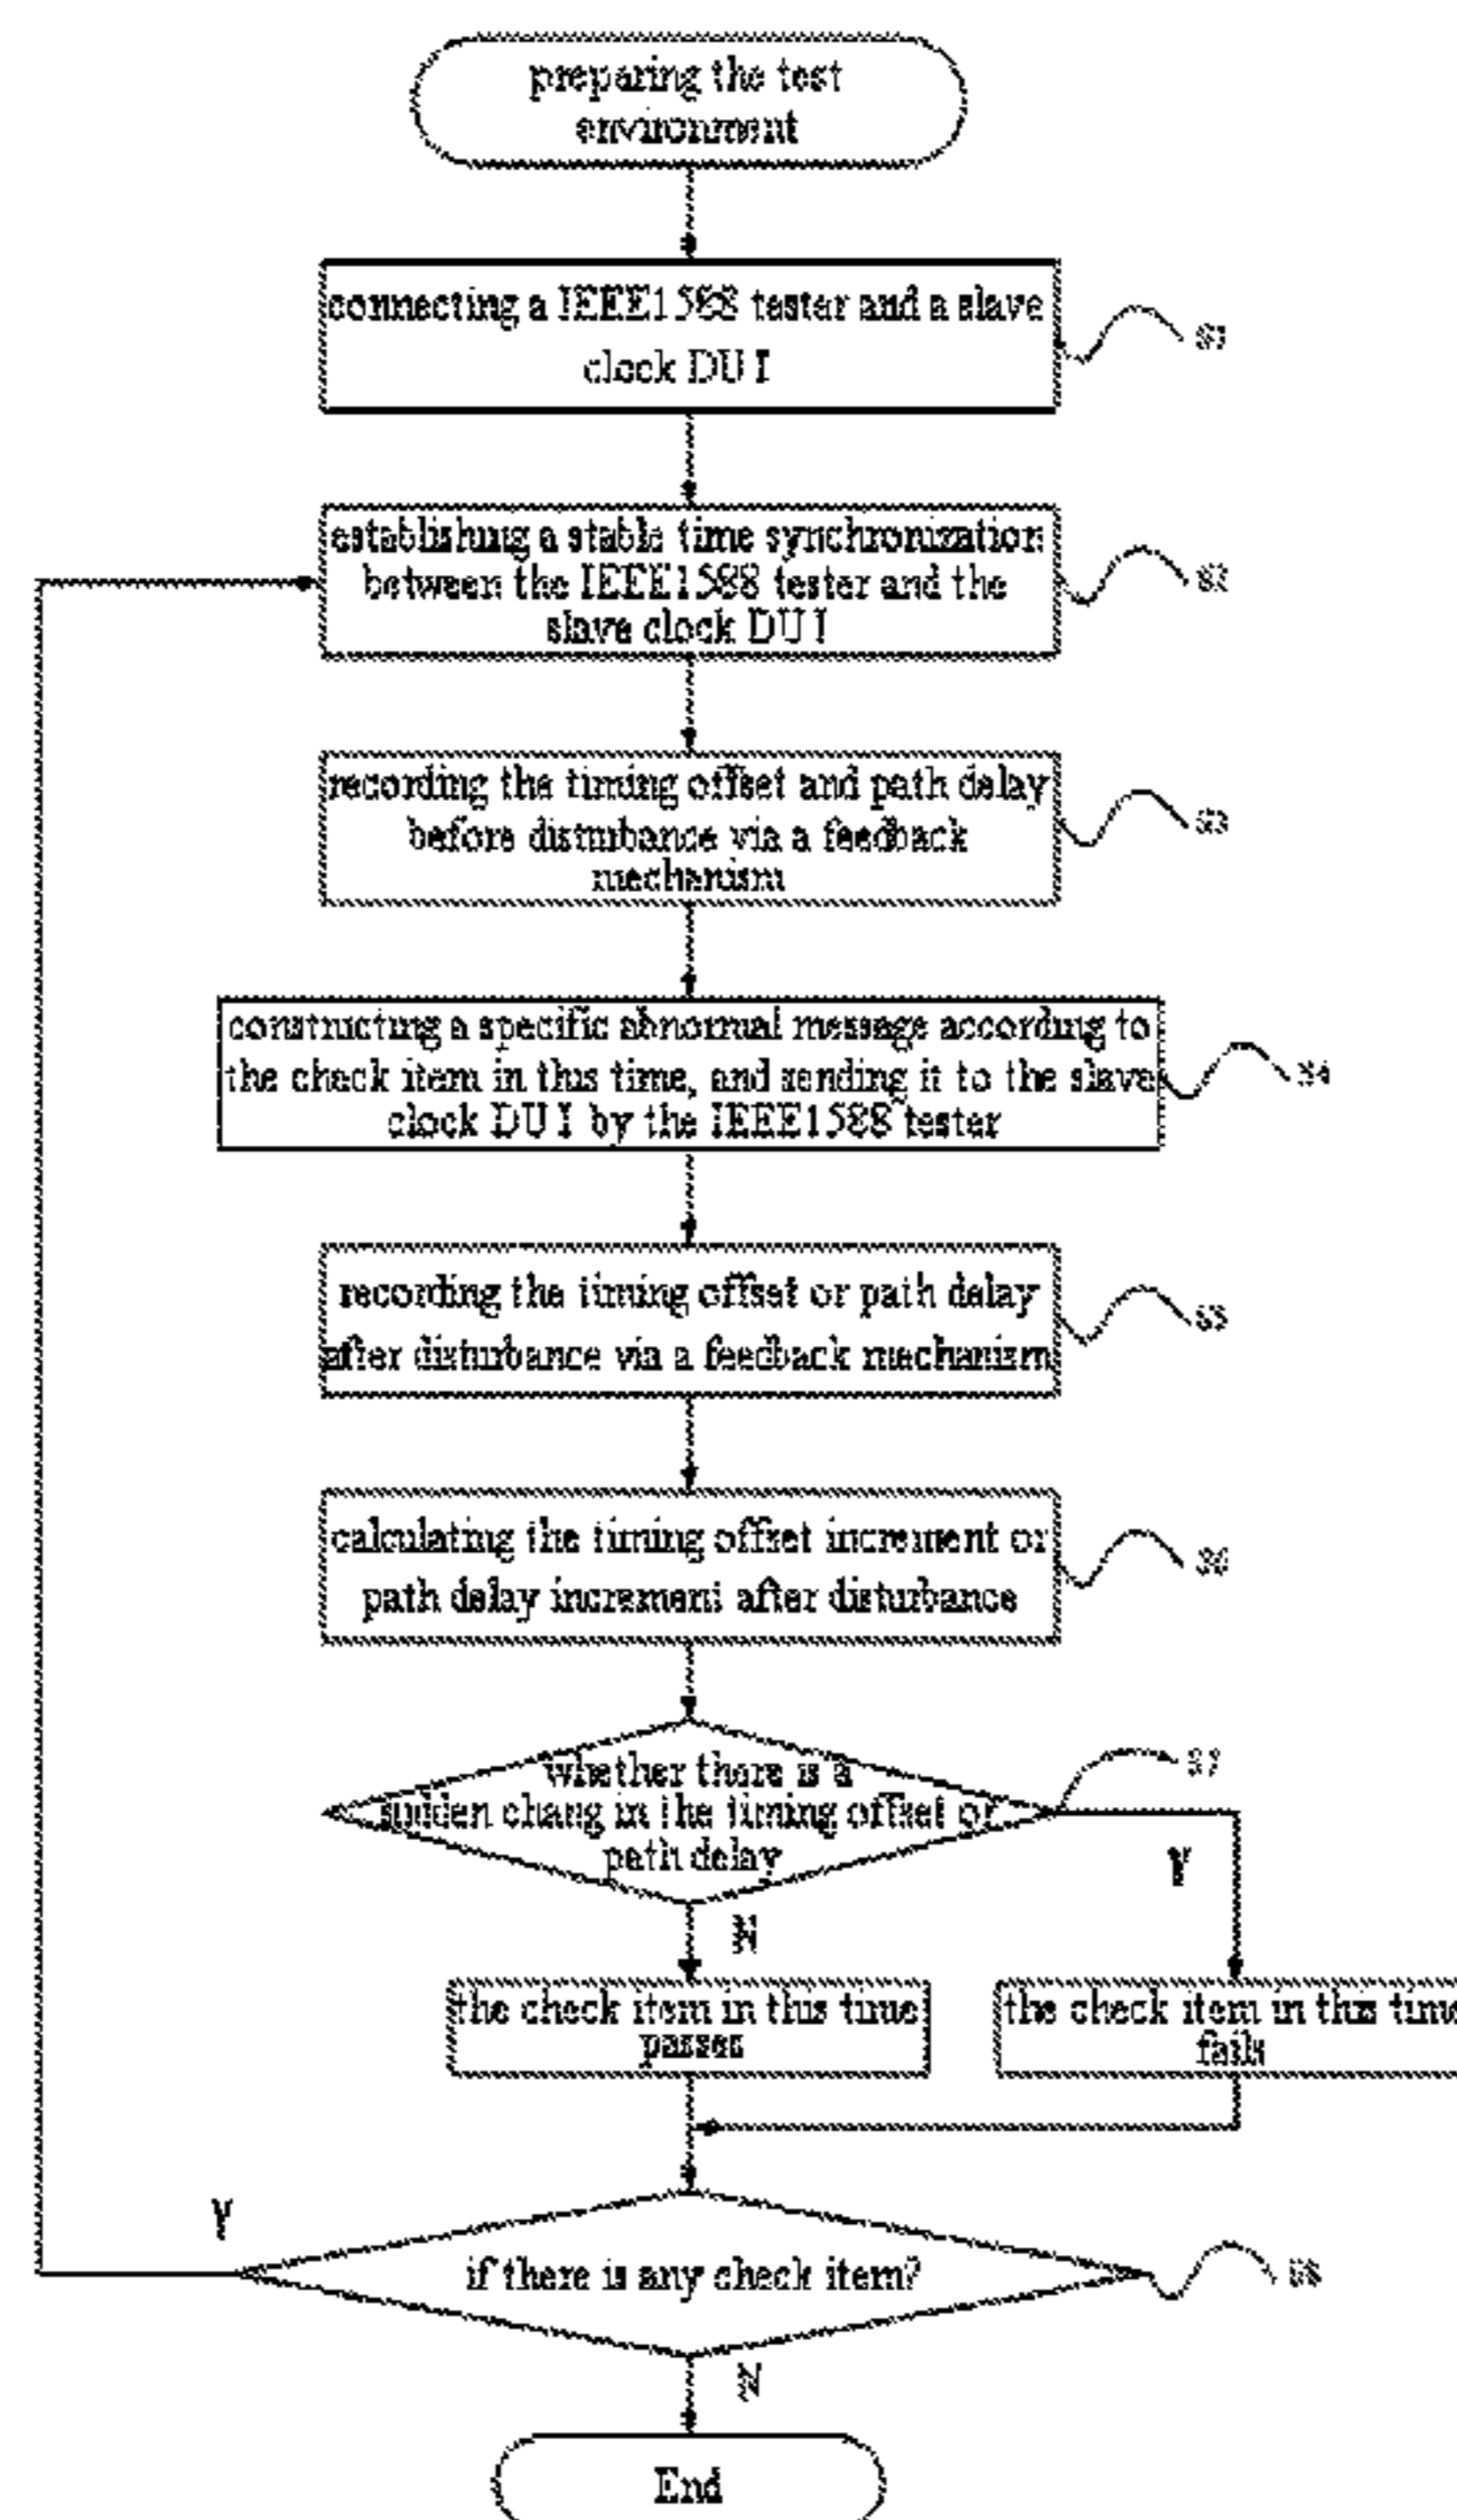 preparing the test
environment
connecting a IEEE1588 tester and a slave
clock DUT
S1
establishing a stable time synchronization
between the IEEE1588 tester and the
slave clock DUT
S2
recording the timing offset and path delay
before disturbance via a feedback
mechanism
S3
constructing a specific abnormal message according to
the check item in this time, and sending it to the slave
clock DUT by the IEEE1588 tester
S4
recording the timing offset or path delay
after disturbance via a feedback mechanism
S5
calculating the timing offset increment or
path delay increment after disturbance
S6
whether there is a
sudden chang in the timing offset or
path delay
S7
Y
N
the check item in this time
passes
the check item in this time
fails
Y
if there is any check item?
S8
N
End